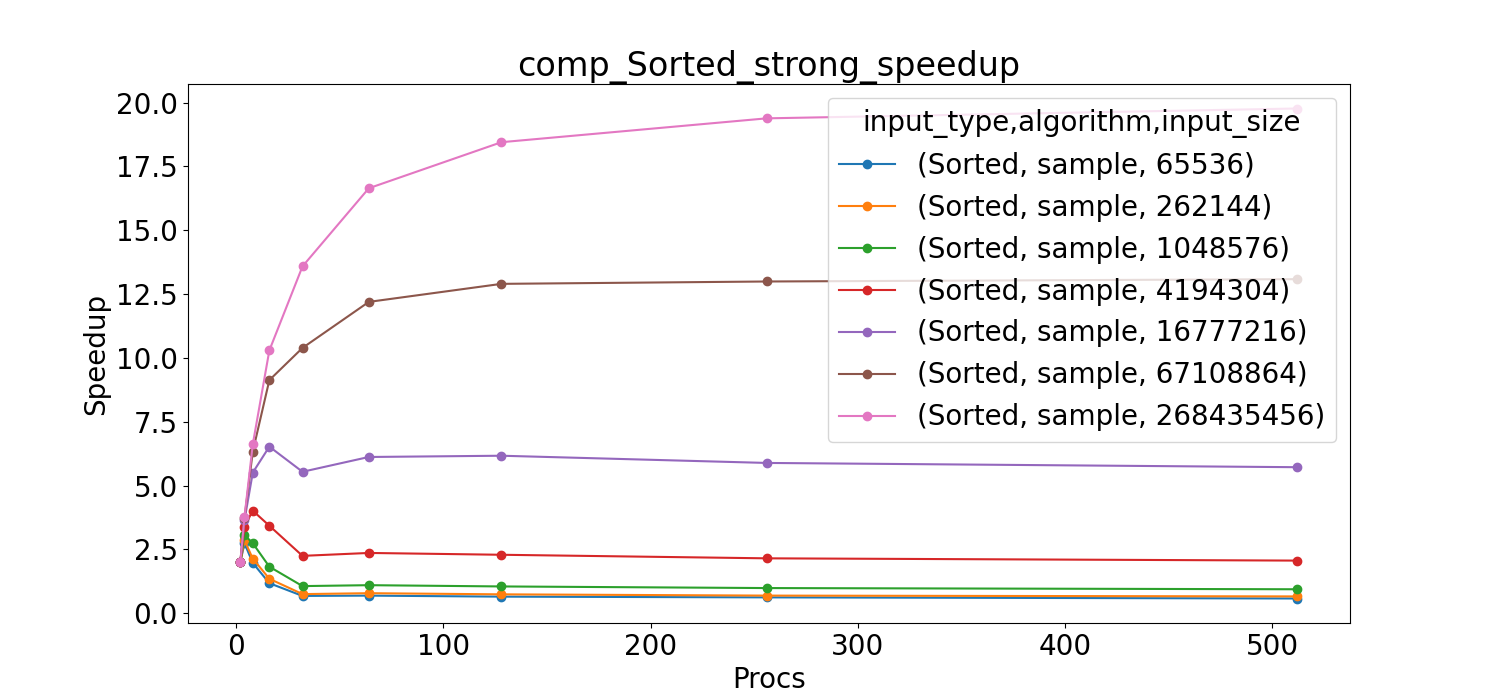 comp_Sorted_strong_speedup
20.0
17.5
15.0
12.5
10.0
7.5
5.0
2.5
0.0
Speedup
input_type,algorithm,input_size
(Sorted, sample, 65536)
(Sorted, sample, 262144)
(Sorted, sample, 1048576)
(Sorted, sample, 4194304)
(Sorted, sample, 16777216)
(Sorted, sample, 67108864)
(Sorted, sample, 268435456)
0 100 200 300 400 500
Procs